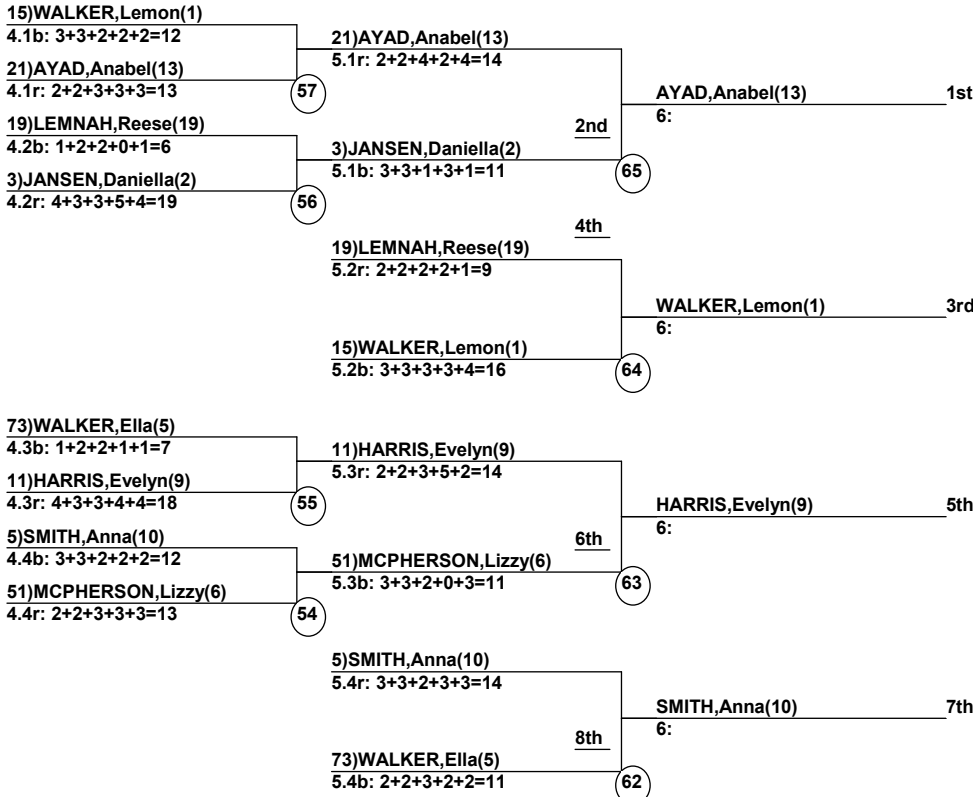 15)WALKER,Lemon(1)
4.1b: 3+3+2+2+2=12
21)AYAD,Anabel(13)
4.1r: 2+2+3+3+3=13
57
19)LEMNAH,Reese(19)
4.2b: 1+2+2+0+1=6
3)JANSEN,Daniella(2)
4.2r: 4+3+3+5+4=19
56
21)AYAD,Anabel(13)
5.1r: 2+2+4+2+4=14
2nd
3)JANSEN,Daniella(2)
5.1b: 3+3+1+3+1=11
65
AYAD,Anabel(13)
6:
1st
4th
19)LEMNAH,Reese(19)
5.2r: 2+2+2+2+1=9
15)WALKER,Lemon(1)
5.2b: 3+3+3+3+4=16
64
WALKER,Lemon(1)
6:
3rd
73)WALKER,Ella(5)
4.3b: 1+2+2+1+1=7
11)HARRIS,Evelyn(9)
4.3r: 4+3+3+4+4=18
55
5)SMITH,Anna(10)
4.4b: 3+3+2+2+2=12
51)MCPHERSON,Lizzy(6)
4.4r: 2+2+3+3+3=13
54
11)HARRIS,Evelyn(9)
5.3r: 2+2+3+5+2=14
6th
51)MCPHERSON,Lizzy(6)
5.3b: 3+3+2+0+3=11
63
HARRIS,Evelyn(9)
6:
5th
5)SMITH,Anna(10)
5.4r: 3+3+2+3+3=14
8th
73)WALKER,Ella(5)
5.4b: 2+2+3+2+2=11
62
SMITH,Anna(10)
6:
7th